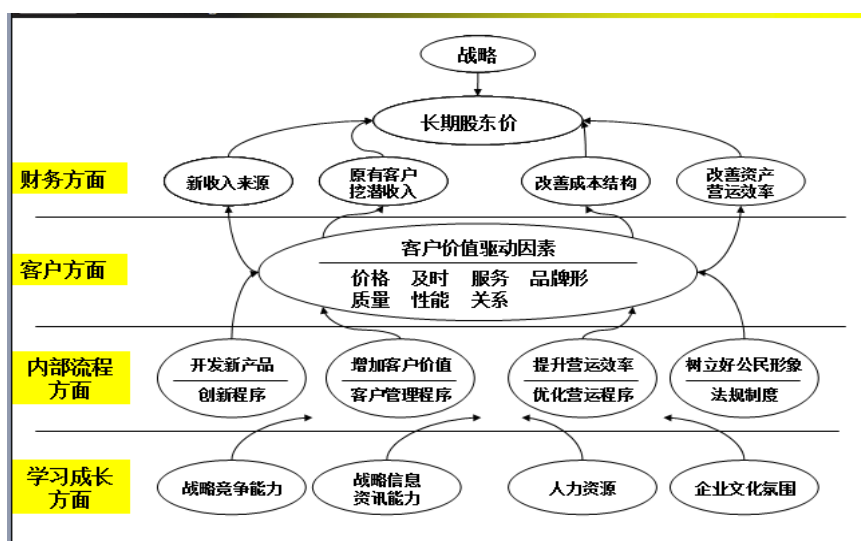 战略
长期股东价
财务方面
新收入来源
原有客户
挖潜收入
改善成本结构
改善资产
营运效率
客户方面
客户价值驱动因素
价格 及时 服务 品牌形
质量 性能 关系
内部流程
方面
开发新产品
创新程序
增加客户价值
客户管理程序
提升营运效率
优化营运程序
树立好公民形象
法规制度
学习成长
方面
战略竞争能力
战略信息
资讯能力
人力资源
企业文化氛围